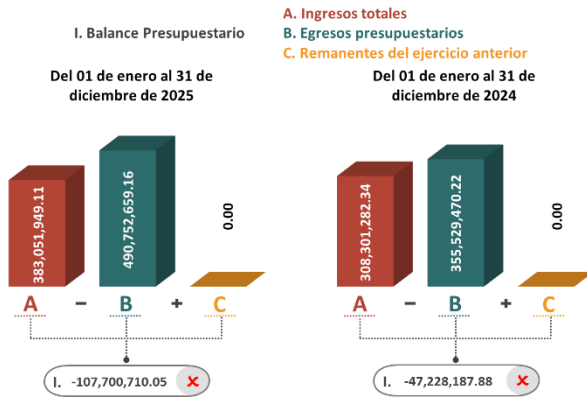 A. Ingresos totales
I. Balance Presupuestario
B. Egresos presupuestarios
C. Remanentes del ejercicio anterior
Del 01 de enero al 31 de
diciembre de 2025
Del 01 de enero al 31 de
diciembre de 2024
383,051,949.11
490,752,659.16
0.00
308,301,282.34
355,529,470.22
0.00
A – B + C
A – B + C
I. -107,700,710.05 ✘
I. -47,228,187.88 ✘